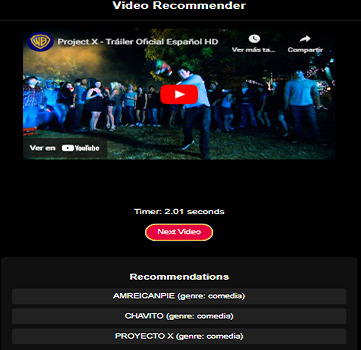 Video Recommender
Project X - Tráiler Oficial Español HD
Ver más ta...
Compartir
Ver en YouTube
Timer: 2.01 seconds
Next Video
Recommendations
AMREICANPIE (genre: comedia)
CHAVITO (genre: comedia)
PROYECTO X (genre: comedia)